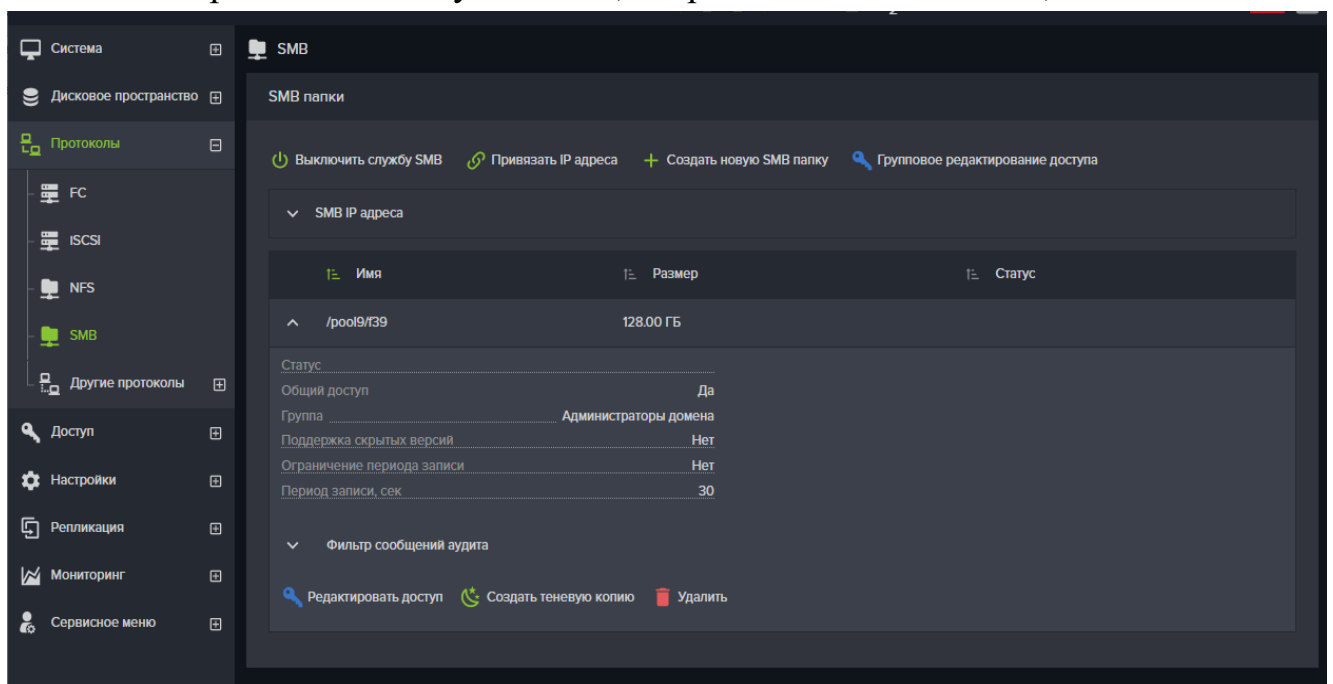 Система
SMB
Дисковое пространство
SMB папки
Протоколы
Выключить службу SMB
Привязать IP адреса
Создать новую SMB папку
Групповое редактирование доступа
FC
SMB IP адреса
ISCSI
Имя
Размер
Статус
NFS
/pool9/f39
128.00 ГБ
SMB
Статус
Другие протоколы
Общий доступ Да
Группа Администраторы домена
Доступ
Поддержка скрытых версий Нет
Ограничение периода записи Нет
Настройки
Период записи, сек 30
Репликация
Фильтр сообщений аудита
Мониторинг
Редактировать доступ
Создать теневую копию
Удалить
Сервисное меню